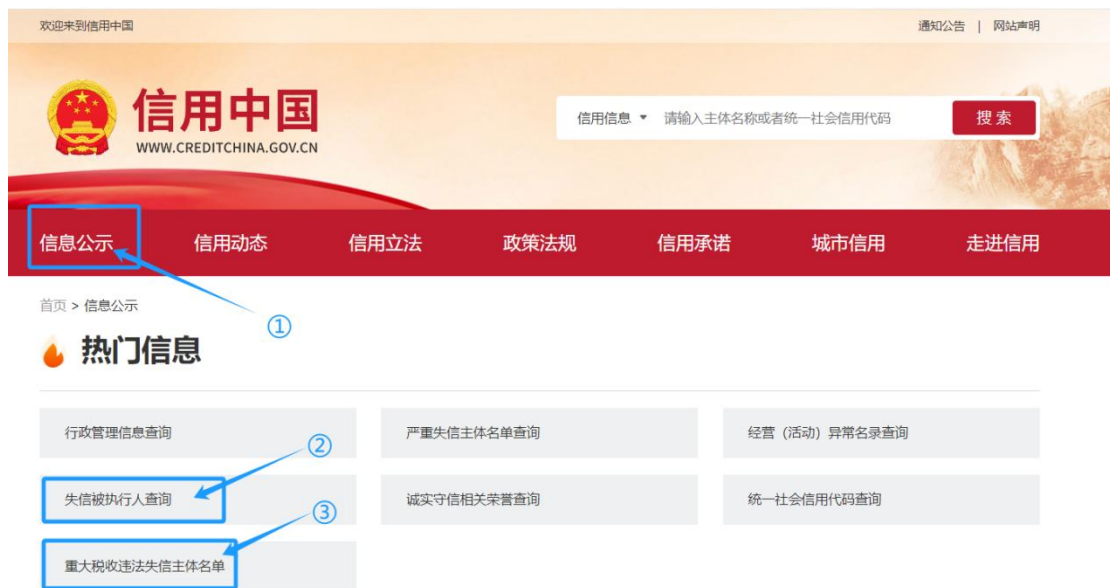 欢迎来到信用中国
通知公告 | 网站声明
信用中国
WWW.CREDITCHINA.GOV.CN
信用信息 请输入主体名称或者统一社会信用代码 搜索
信息公示 信用动态 信用立法 政策法规 信用承诺 城市信用 走进信用
首页 > 信息公示
①
热门信息
行政管理信息查询 严重失信主体名单查询 经营（活动）异常名录查询
②
失信被执行人查询 诚实守信相关荣誉查询 统一社会信用代码查询
③
重大税收违法失信主体名单